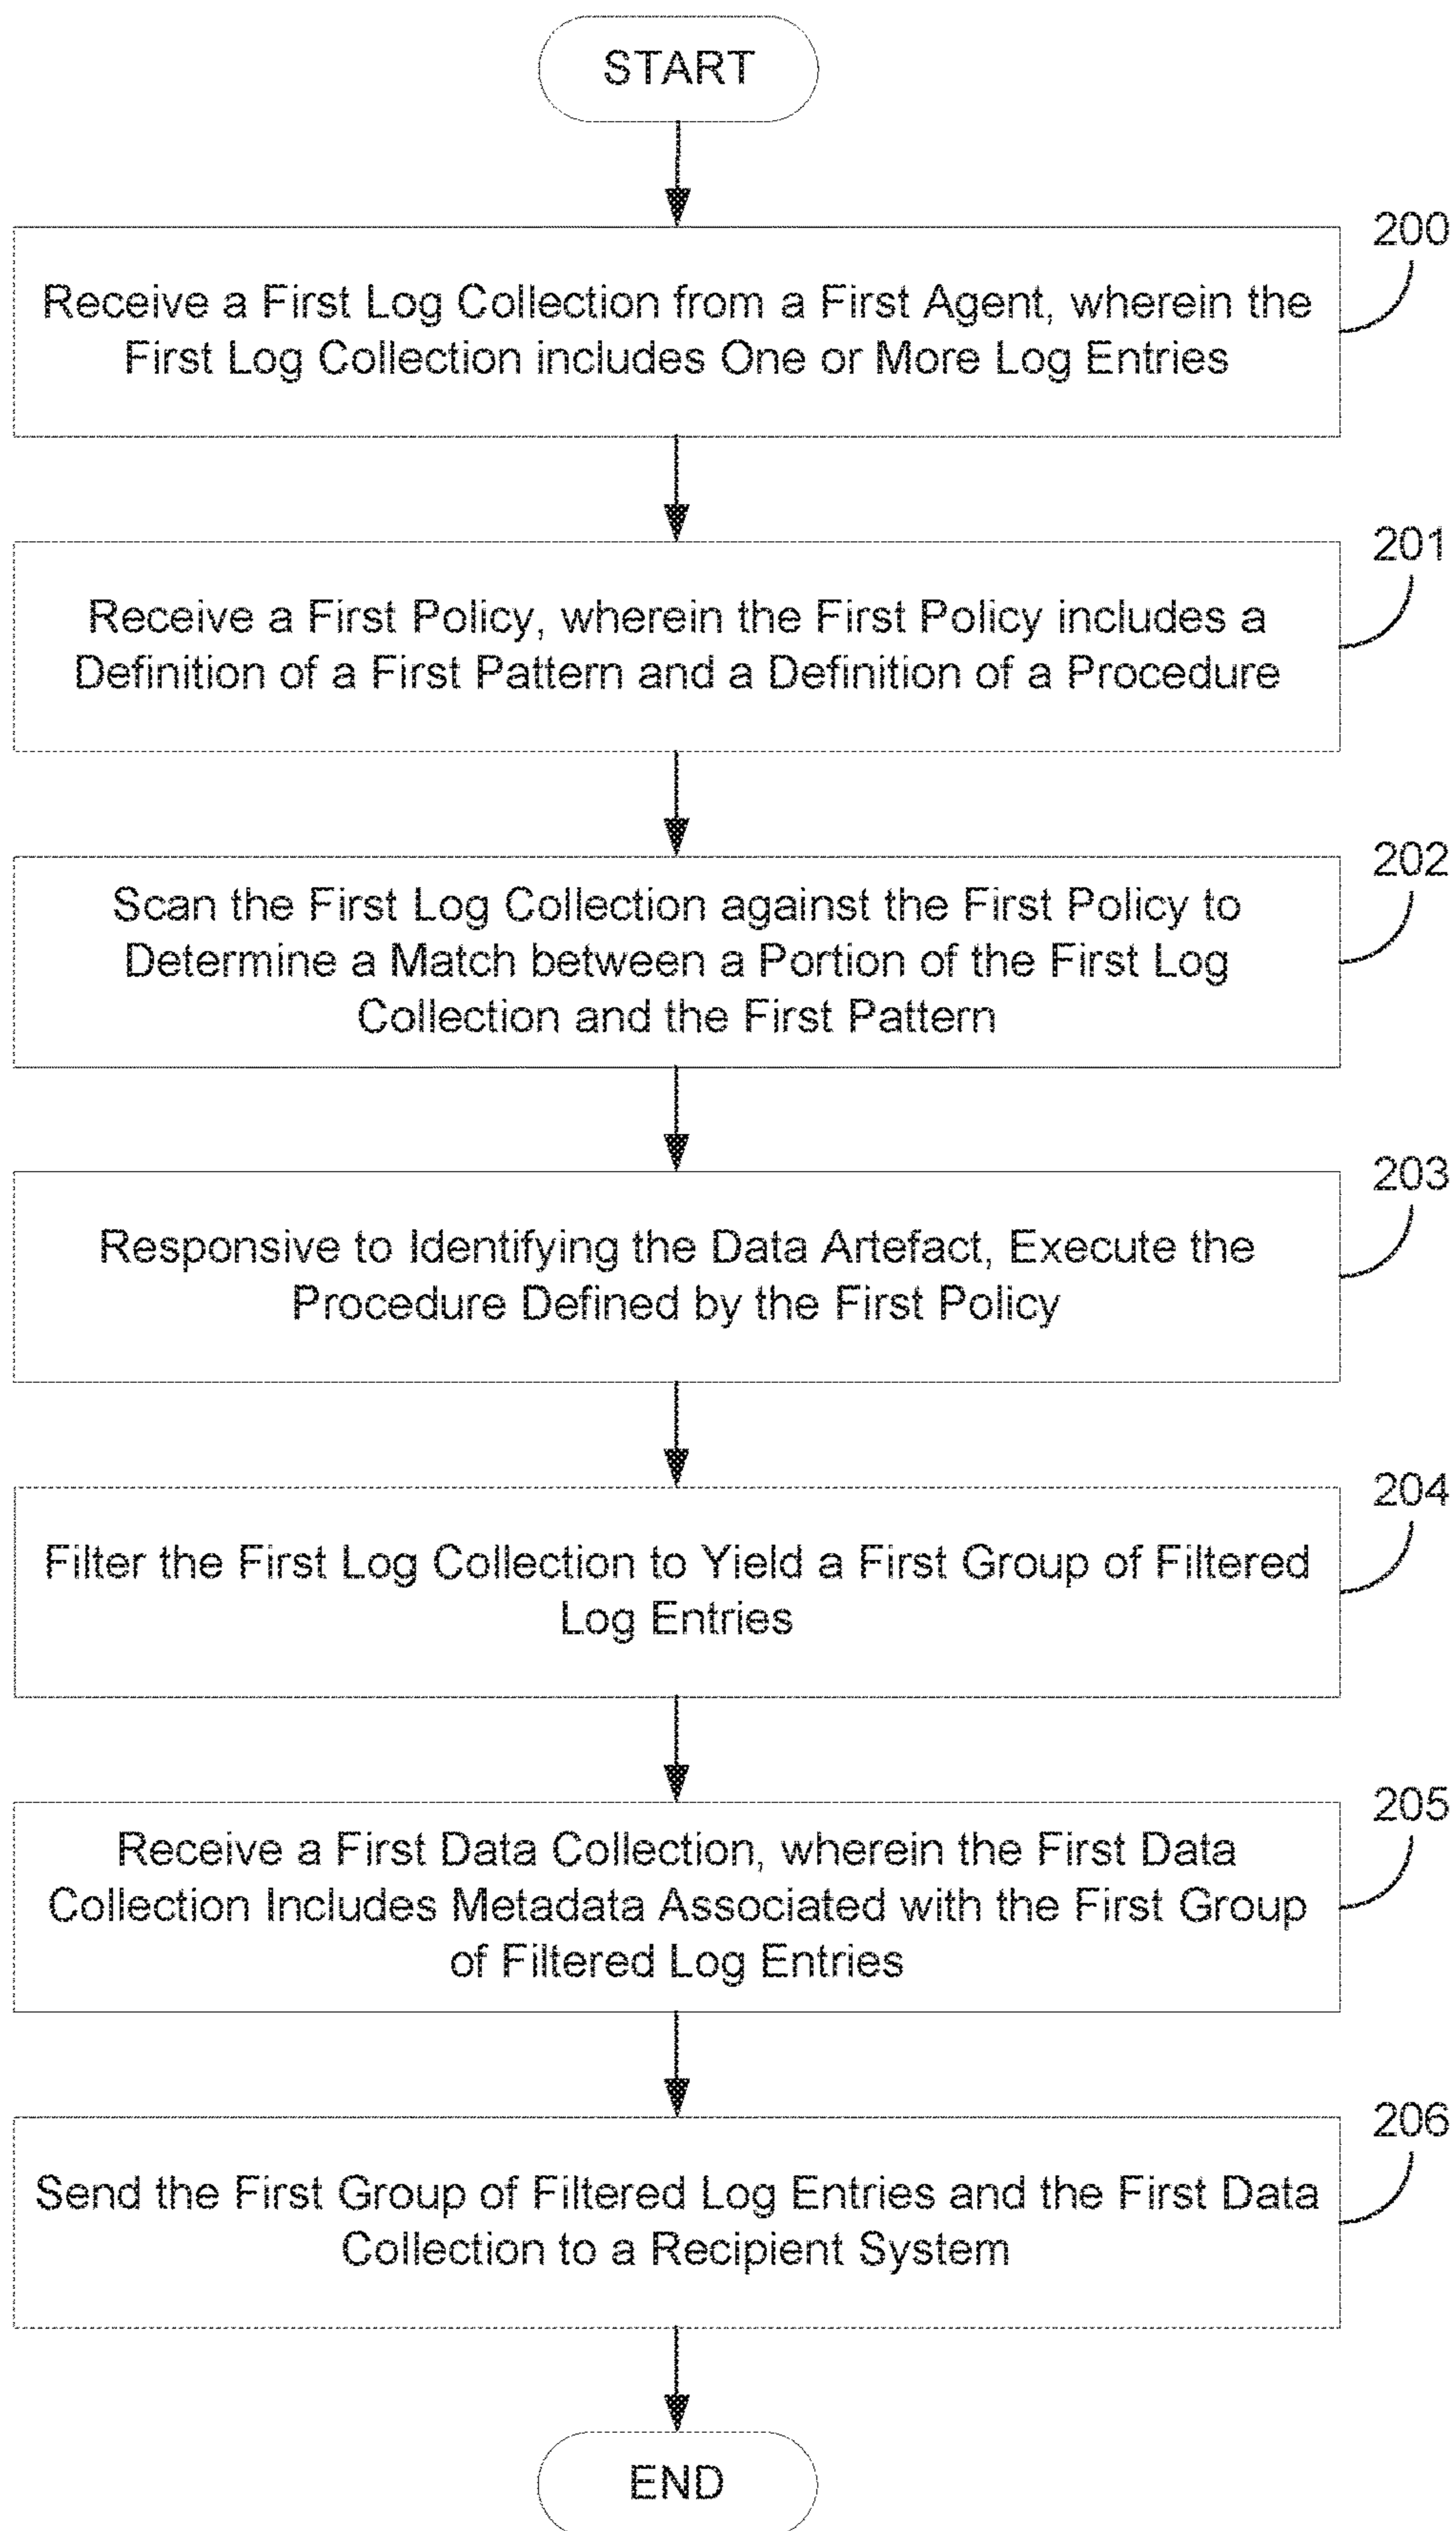 START
200
Receive a First Log Collection from a First Agent, wherein the
First Log Collection includes One or More Log Entries
201
Receive a First Policy, wherein the First Policy includes a
Definition of a First Pattern and a Definition of a Procedure
202
Scan the First Log Collection against the First Policy to
Determine a Match between a Portion of the First Log
Collection and the First Pattern
203
Responsive to Identifying the Data Artefact, Execute the
Procedure Defined by the First Policy
204
Filter the First Log Collection to Yield a First Group of Filtered
Log Entries
205
Receive a First Data Collection, wherein the First Data
Collection Includes Metadata Associated with the First Group
of Filtered Log Entries
206
Send the First Group of Filtered Log Entries and the First Data
Collection to a Recipient System
END